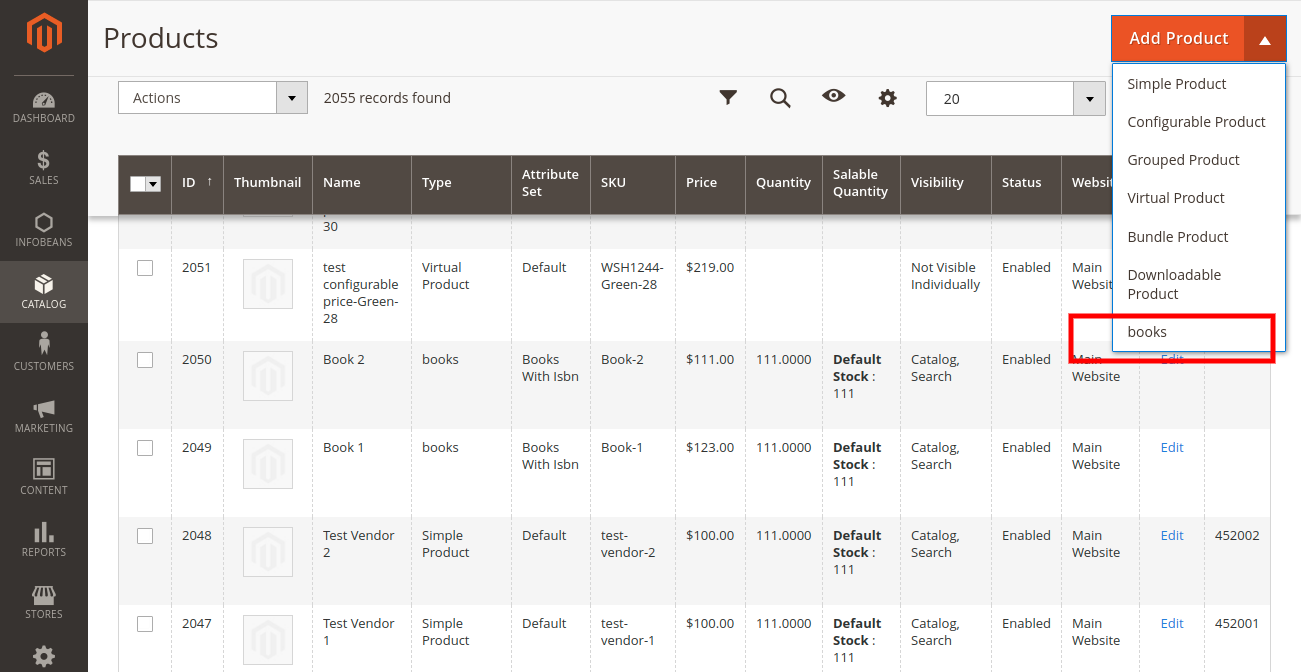 Products
Add Product
Simple Product
Configurable Product
Grouped Product
Virtual Product
Bundle Product
Downloadable
Product
books
DASHBOARD
SALES
INFOBEANS
CATALOG
CUSTOMERS
MARKETING
CONTENT
REPORTS
STORES
Actions
2055 records found
20
ID ↑ Thumbnail Name Type Attribute Set SKU Price Quantity Salable Quantity Visibility Status
30
2051 test configurable price-Green-28 Virtual Product Default WSH1244-Green-28 $219.00 Not Visible Individually Enabled Main
2050 Book 2 books Books With Isbn Book-2 $111.00 111.0000 Default Stock : 111 Catalog, Search Enabled Main Website Edit
2049 Book 1 books Books With Isbn Book-1 $123.00 111.0000 Default Stock : 111 Catalog, Search Enabled Main Website Edit
2048 Test Vendor 2 Simple Product Default test-vendor-2 $100.00 111.0000 Default Stock : 111 Catalog, Search Enabled Main Website Edit 452002
2047 Test Vendor 1 Simple Product Default test-vendor-1 $100.00 111.0000 Default Stock : 111 Catalog, Search Enabled Main Website Edit 452001